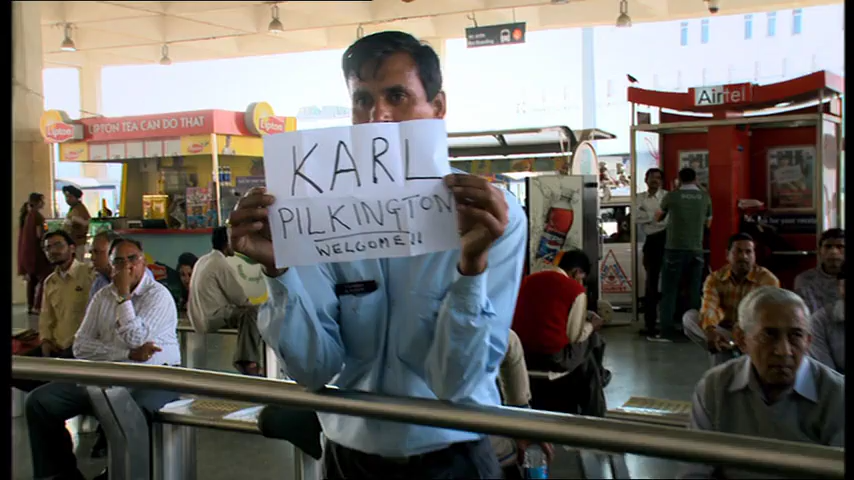 Lipton
LIPTON TEA CAN DO THAT
Lipton
Airtel
KARL
PILKINGTON
WELCOME!!